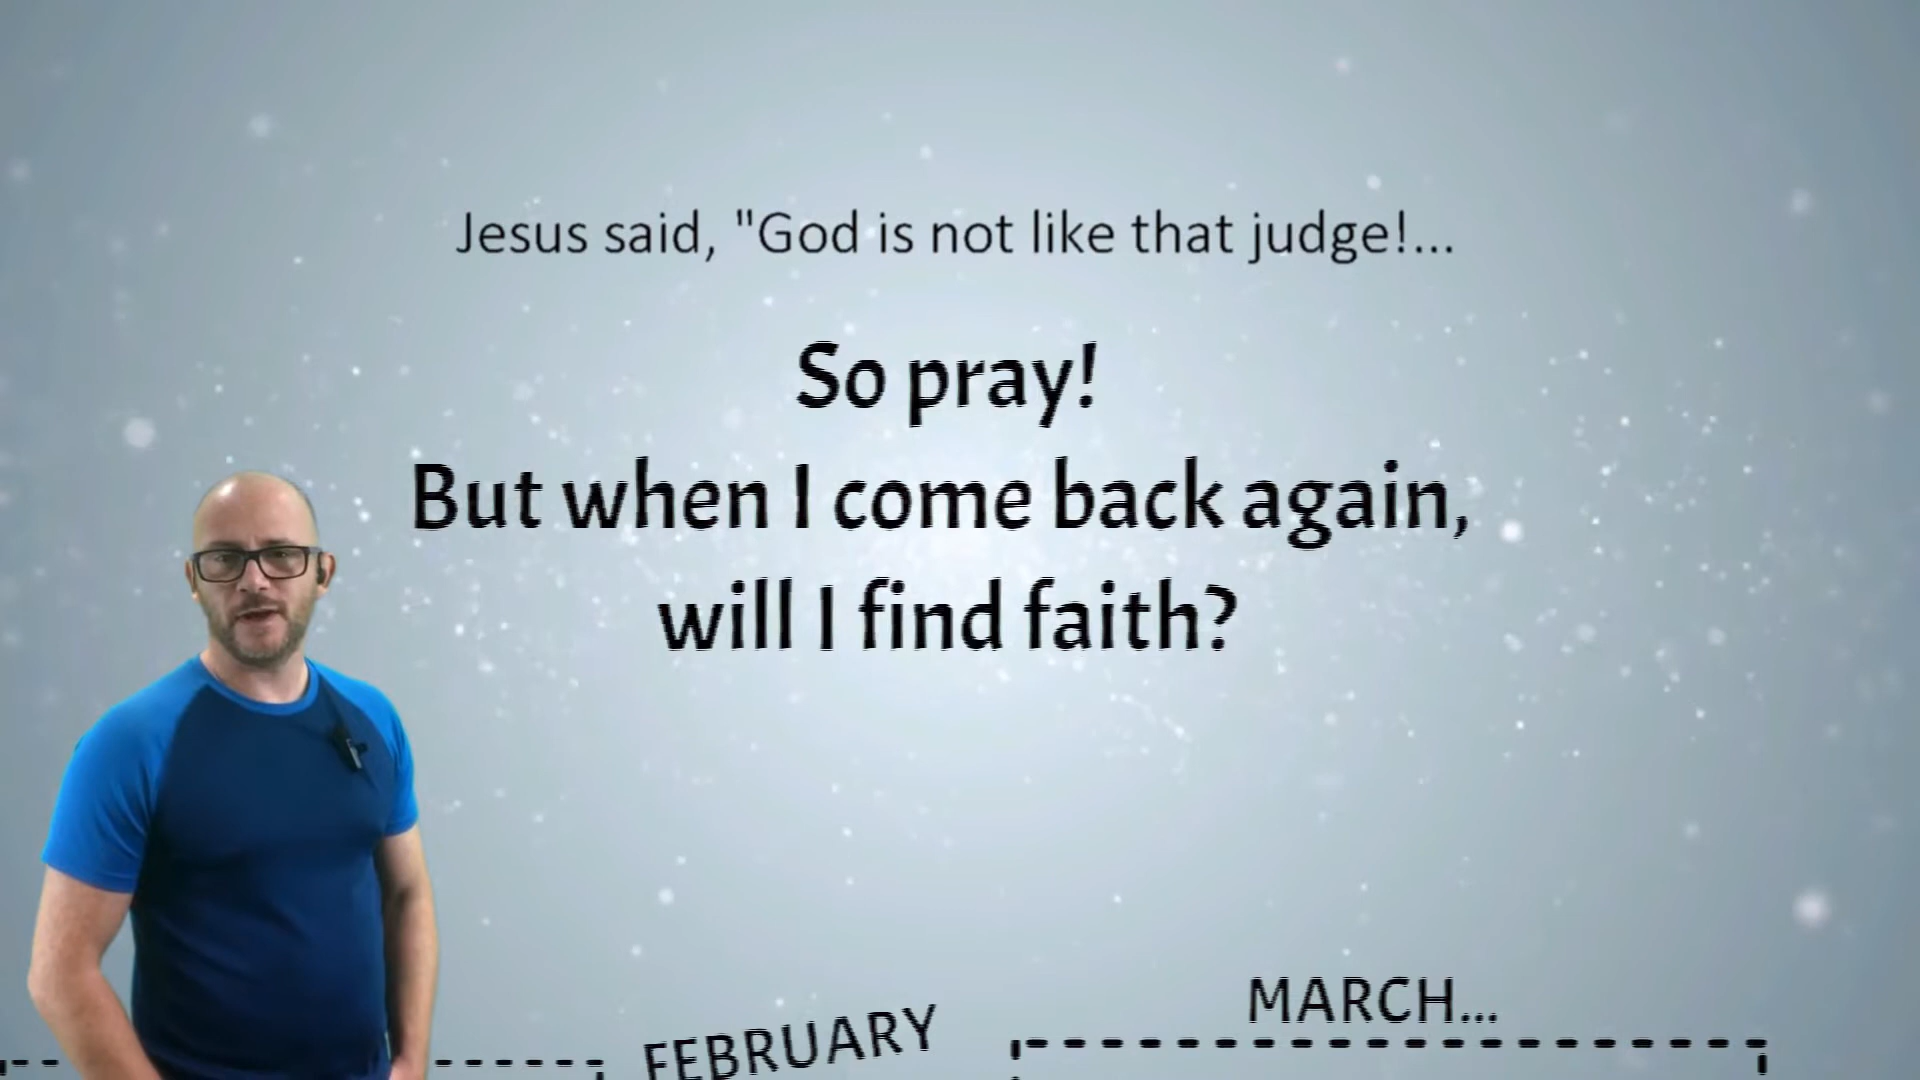 Jesus said, "God is not like that judge!...
So pray!
But when I come back again,
will I find faith?
FEBRUARY
MARCH...